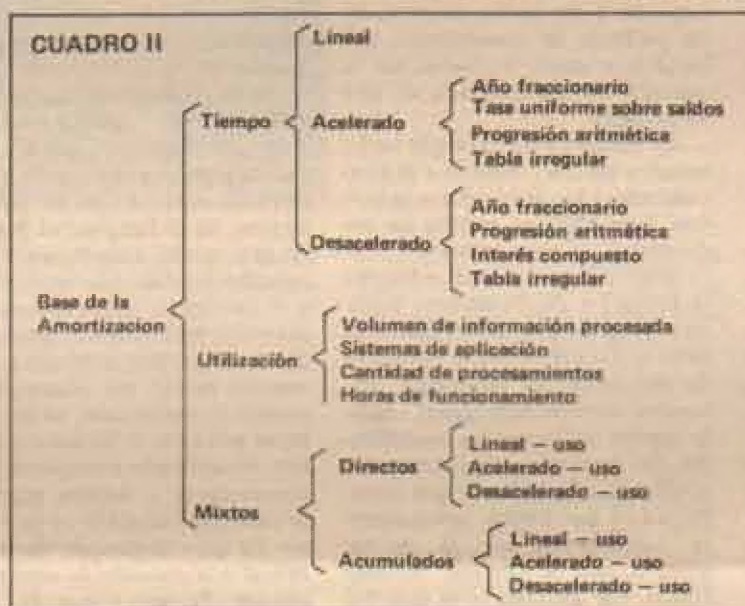 CUADRO II
Base de la
Amortizacion
Tiempo
Lineal
Acelerado
Año fraccionario
Tasa uniforme sobre saldos
Progresión aritmética
Tabla irregular
Desacelerado
Año fraccionario
Progresión aritmética
Interés compuesto
Tabla irregular
Utilización
Volumen de información procesada
Sistemas de aplicación
Cantidad de procesamientos
Horas de funcionamiento
Mixtos
Directos
Lineal — uso
Acelerado — uso
Desacelerado — uso
Acumulados
Lineal — uso
Acelerado — uso
Desacelerado — uso